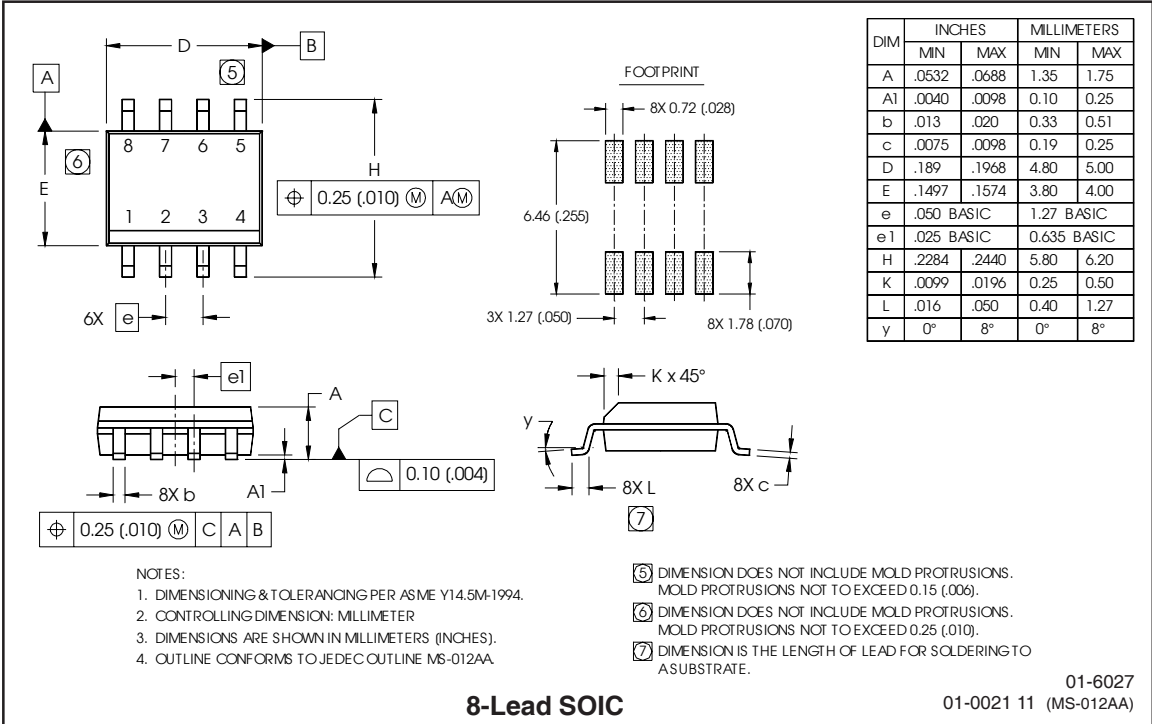 D
B
5
A
8 7 6 5
6
E
H
⌖ 0.25 (.010) Ⓜ AⓂ
1 2 3 4
6X e
FOOTPRINT
8X 0.72 (.028)
6.46 (.255)
3X 1.27 (.050)
8X 1.78 (.070)
DIM INCHES MILLIMETERS
MIN MAX MIN MAX
A .0532 .0688 1.35 1.75
A1 .0040 .0098 0.10 0.25
b .013 .020 0.33 0.51
c .0075 .0098 0.19 0.25
D .189 .1968 4.80 5.00
E .1497 .1574 3.80 4.00
e .050 BASIC 1.27 BASIC
e1 .025 BASIC 0.635 BASIC
H .2284 .2440 5.80 6.20
K .0099 .0196 0.25 0.50
L .016 .050 0.40 1.27
y 0° 8° 0° 8°
e1
A
C
0.10 (.004)
8X b
A1
⌖ 0.25 (.010) Ⓜ C A B
K x 45°
y
8X L
8X c
7
NOTES:
1. DIMENSIONING & TOLERANCING PER ASME Y14.5M-1994.
2. CONTROLLING DIMENSION: MILLIMETER
3. DIMENSIONS ARE SHOWN IN MILLIMETERS (INCHES).
4. OUTLINE CONFORMS TO JEDEC OUTLINE MS-012AA.
5 DIMENSION DOES NOT INCLUDE MOLD PROTRUSIONS.
MOLD PROTRUSIONS NOT TO EXCEED 0.15 (.006).
6 DIMENSION DOES NOT INCLUDE MOLD PROTRUSIONS.
MOLD PROTRUSIONS NOT TO EXCEED 0.25 (.010).
7 DIMENSION IS THE LENGTH OF LEAD FOR SOLDERING TO
A SUBSTRATE.
8-Lead SOIC
01-6027
01-0021 11 (MS-012AA)